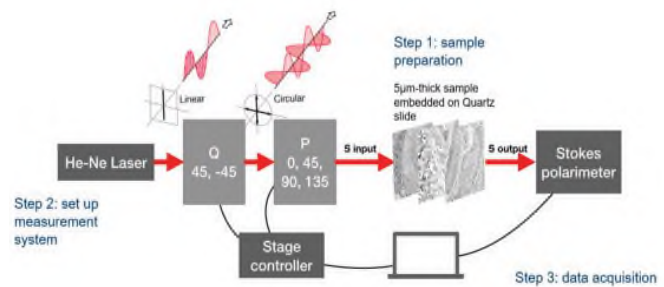 Step 1: sample
preparation
Linear
Circular
5µm-thick sample
embedded on Quartz
slide
He-Ne Laser
Q
45, -45
P
0, 45,
90, 135
S input
S output
Stokes
polarimeter
Step 2: set up
measurement
system
Stage
controller
Step 3: data acquisition